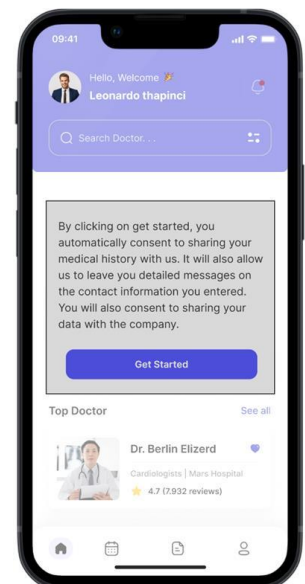 09:41
Hello, Welcome 🎉
Leonardo thapinci
Search Doctor. . .
By clicking on get started, you
automatically consent to sharing your
medical history with us. It will also allow
us to leave you detailed messages on
the contact information you entered.
You will also consent to sharing your
data with the company.
Get Started
Top Doctor See all
Dr. Berlin Elizerd
Cardiologists | Mars Hospital
4.7 (7.932 reviews)